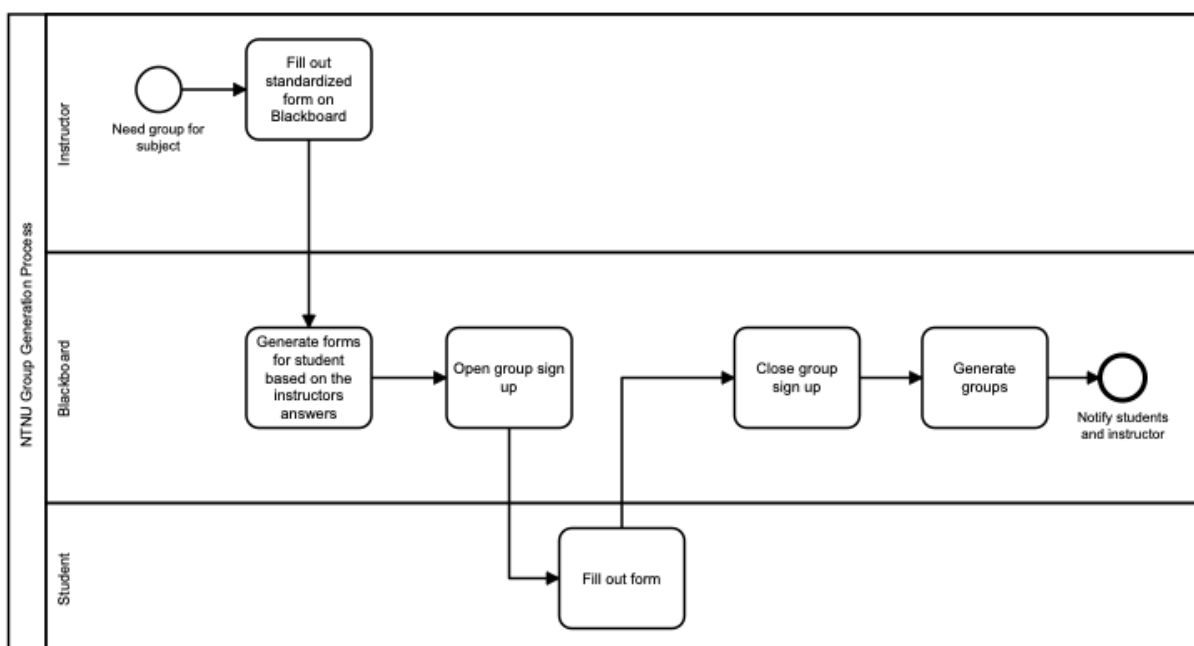 NTNU Group Generation Process
Instructor
Need group for
subject
Fill out
standardized
form on
Blackboard
Blackboard
Generate forms
for student
based on the
instructors
answers
Open group sign
up
Close group
sign up
Generate
groups
Notify students
and instructor
Student
Fill out form